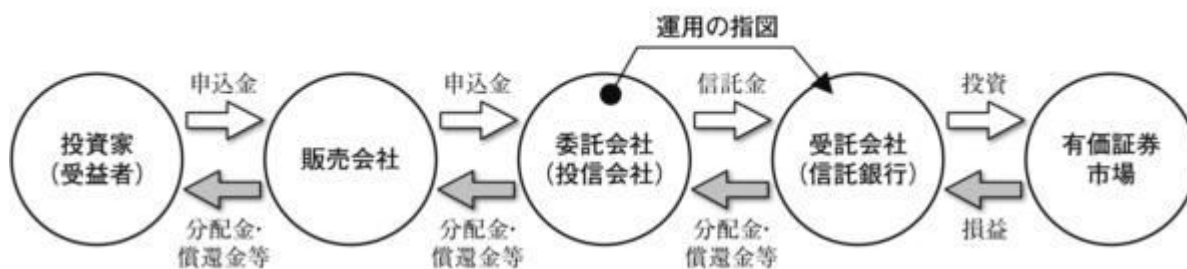 運用の指図
申込金
申込金
信託金
投資
投資家
(受益者)
販売会社
委託会社
(投信会社)
受託会社
(信託銀行)
有価証券
市場
分配金・
償還金等
分配金・
償還金等
分配金・
償還金等
損益